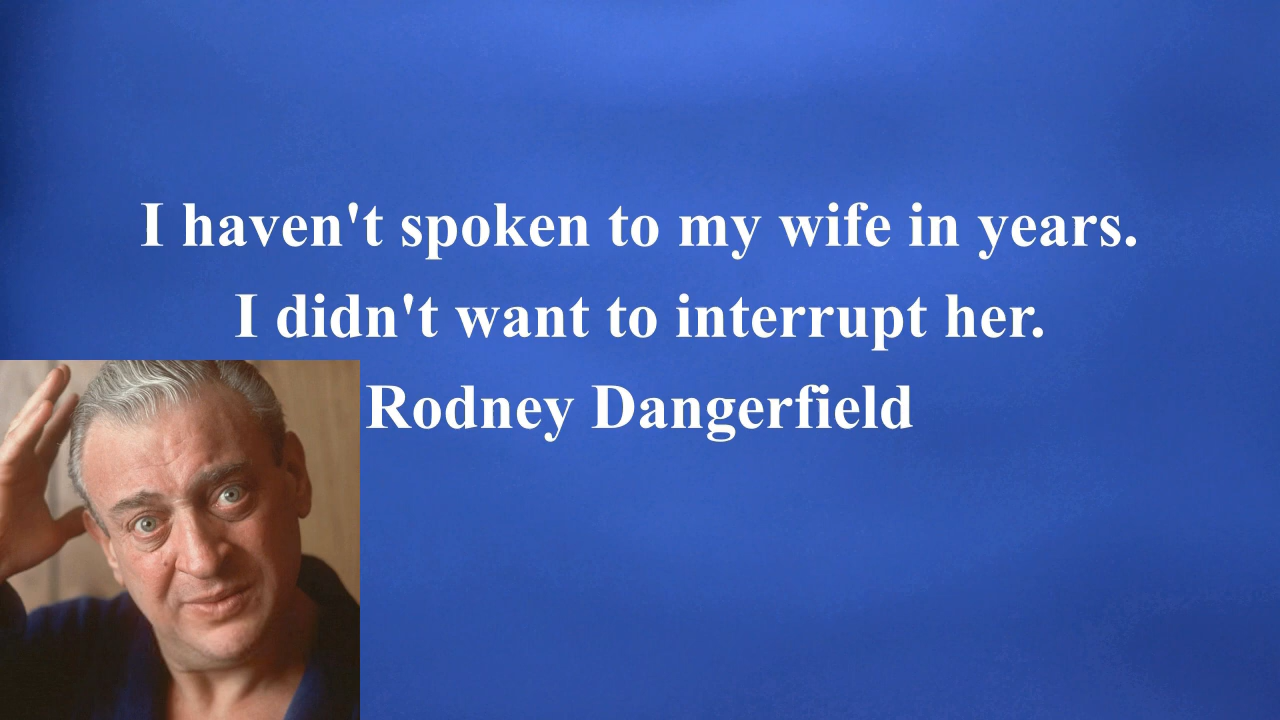 I haven't spoken to my wife in years.
I didn't want to interrupt her.
Rodney Dangerfield